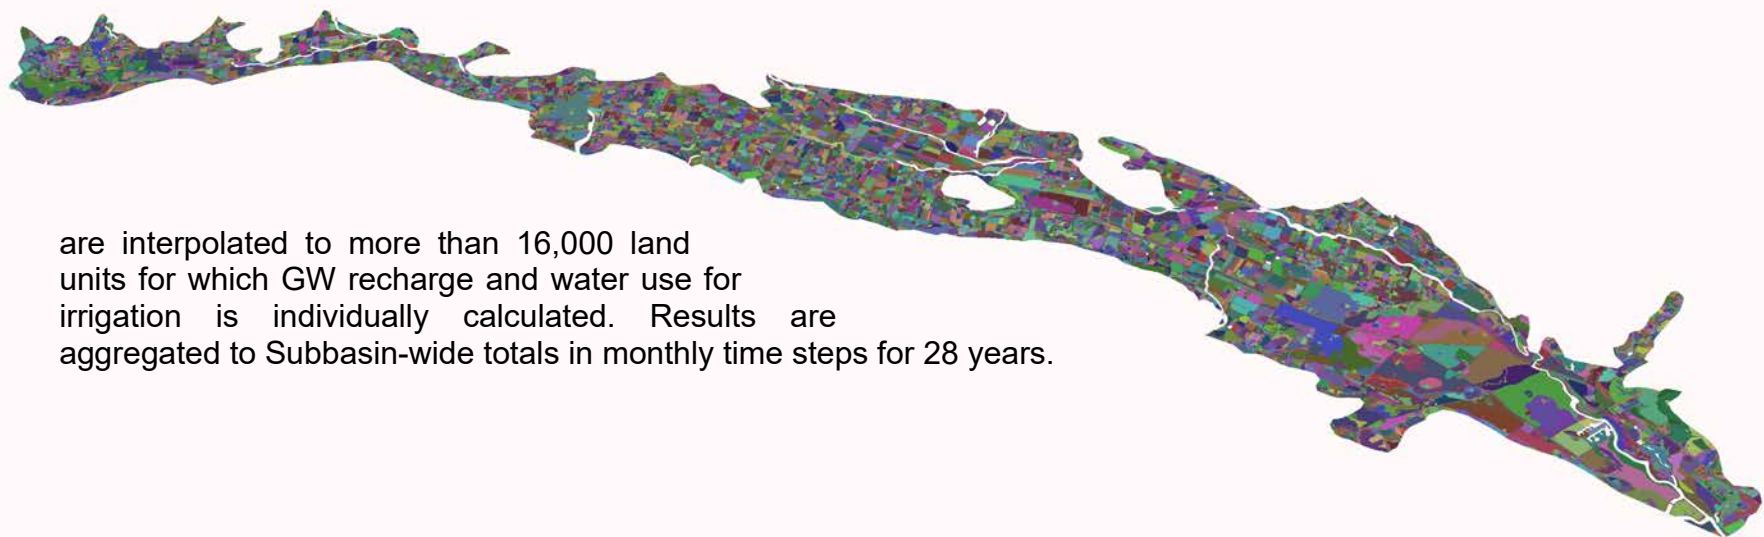 are interpolated to more than 16,000 land
units for which GW recharge and water use for
irrigation is individually calculated. Results are
aggregated to Subbasin-wide totals in monthly time steps for 28 years.